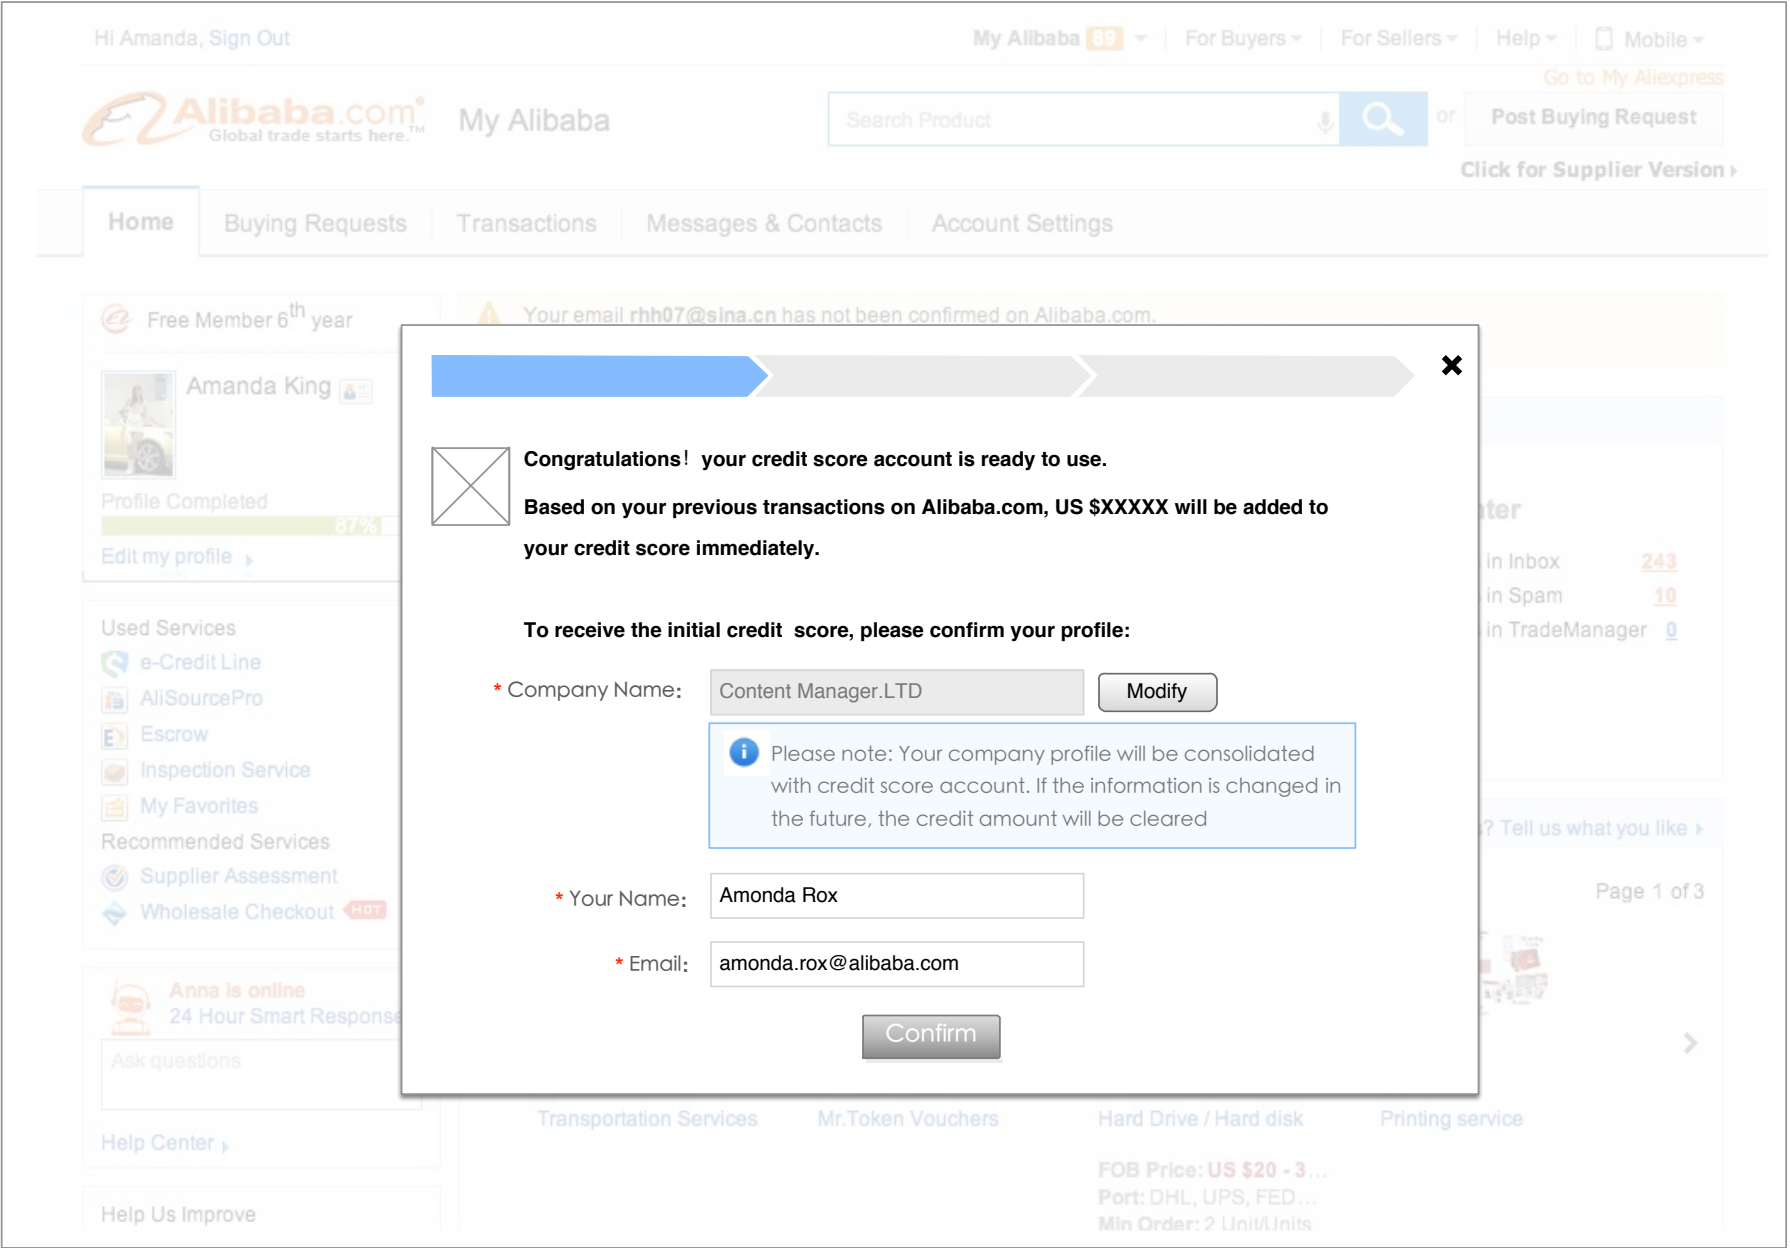 Hi Amanda, Sign Out
My Alibaba 89 For Buyers For Sellers Help Mobile
Go to My Aliexpress
Alibaba.com® My Alibaba Search Product or Post Buying Request
Global trade starts here.™
Click for Supplier Version
Home Buying Requests Transactions Messages & Contacts Account Settings
Free Member 6th year
Your email rhh07@sina.cn has not been confirmed on Alibaba.com.
Amanda King
Profile Completed
87%
Edit my profile
Used Services
e-Credit Line
AliSourcePro
Escrow
Inspection Service
My Favorites
Recommended Services
Supplier Assessment
Wholesale Checkout HOT
Anna is online
24 Hour Smart Response
Ask questions
Help Center
Help Us Improve
Congratulations! your credit score account is ready to use.
Based on your previous transactions on Alibaba.com, US $XXXXX will be added to
your credit score immediately.
To receive the initial credit score, please confirm your profile:
* Company Name: Content Manager.LTD Modify
Please note: Your company profile will be consolidated
with credit score account. If the information is changed in
the future, the credit amount will be cleared
* Your Name: Amonda Rox
* Email: amonda.rox@alibaba.com
Confirm
in Inbox 243
in Spam 10
in TradeManager 0
? Tell us what you like
Page 1 of 3
Transportation Services Mr.Token Vouchers Hard Drive / Hard disk Printing service
FOB Price: US $20 - 3...
Port: DHL, UPS, FED...
Min Order: 2 Unit/Units